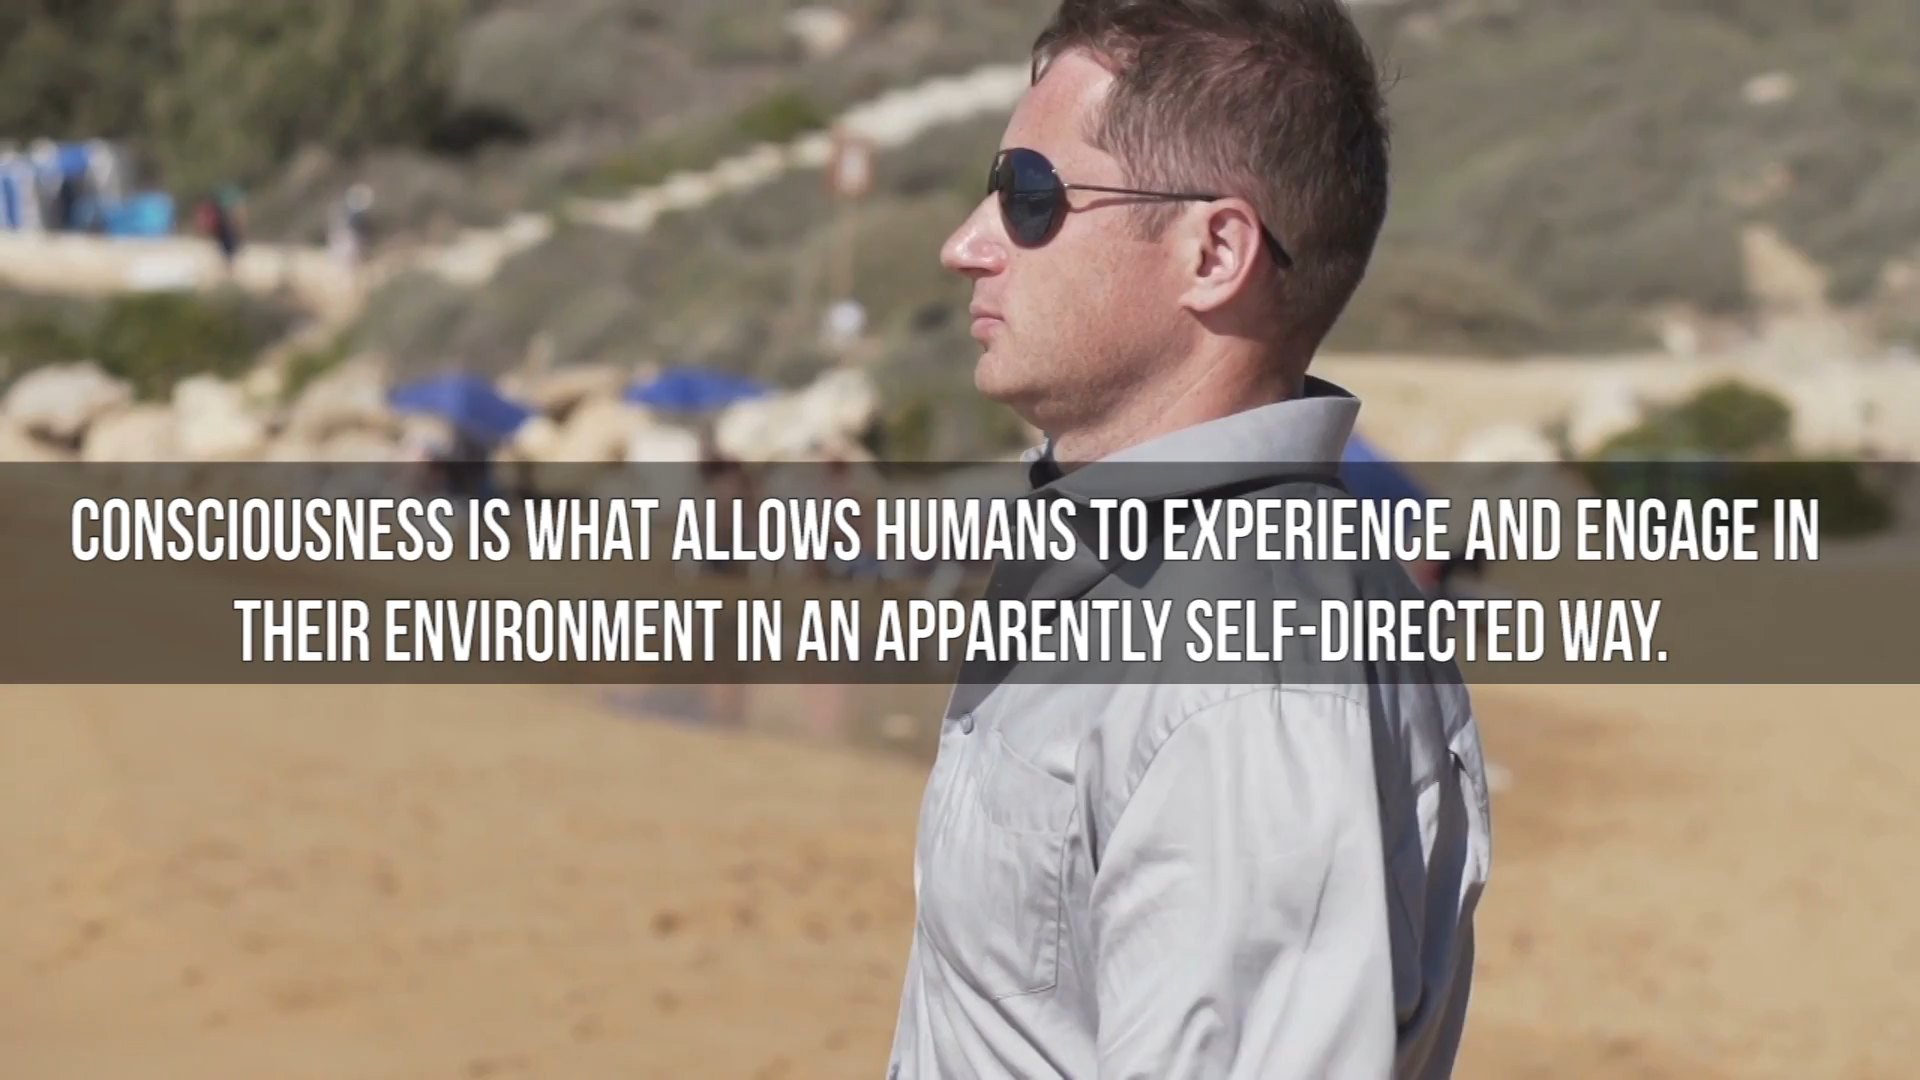 CONSCIOUSNESS IS WHAT ALLOWS HUMANS TO EXPERIENCE AND ENGAGE IN
THEIR ENVIRONMENT IN AN APPARENTLY SELF-DIRECTED WAY.